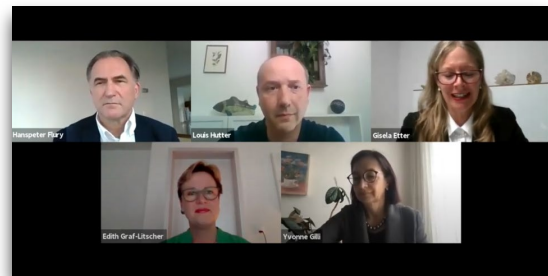 Hanspeter Flury
Louis Hutter
Gisela Etter
Edith Graf-Litscher
Yvonne Gilli